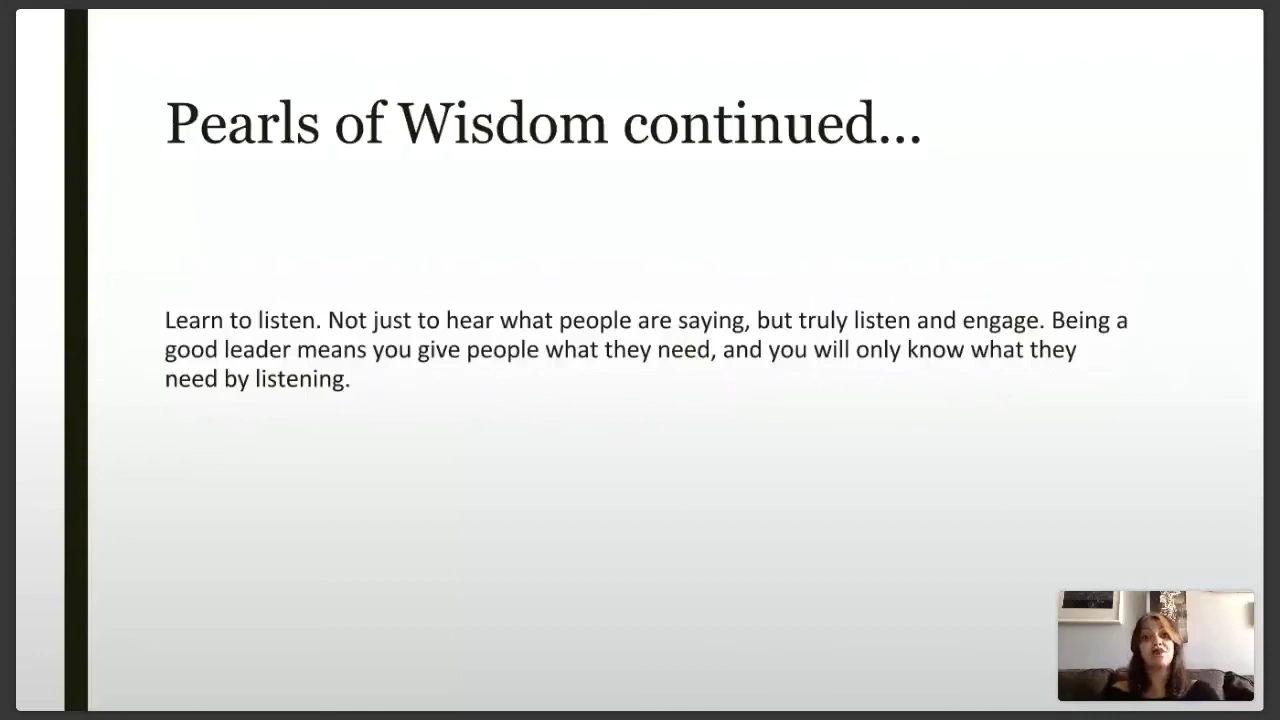 Pearls of Wisdom continued...
Learn to listen. Not just to hear what people are saying, but truly listen and engage. Being a
good leader means you give people what they need, and you will only know what they
need by listening.